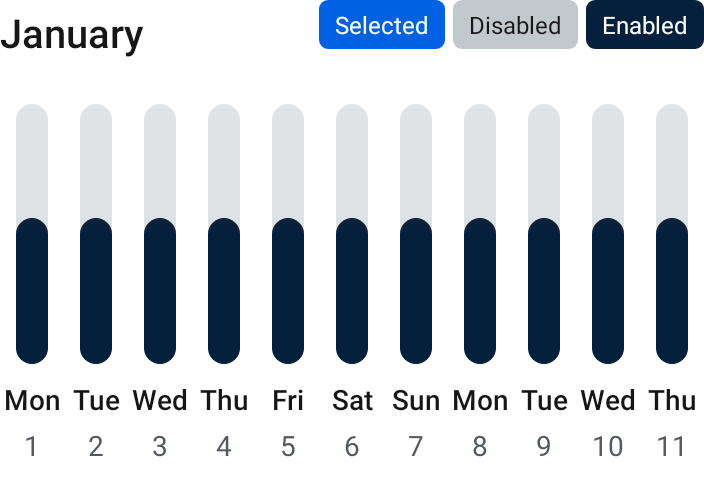 January
Selected Disabled Enabled
Mon Tue Wed Thu Fri Sat Sun Mon Tue Wed Thu
1 2 3 4 5 6 7 8 9 10 11